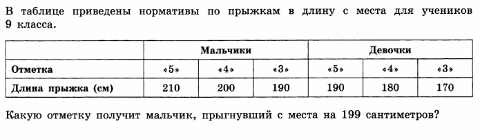 В таблице приведены нормативы по прыжкам в длину с места для учеников
9 класса.
Мальчики Девочки
Отметка «5» «4» «3» «5» «4» «3»
Длина прыжка (см) 210 200 190 190 180 170
Какую отметку получит мальчик, прыгнувший с места на 199 сантиметров?